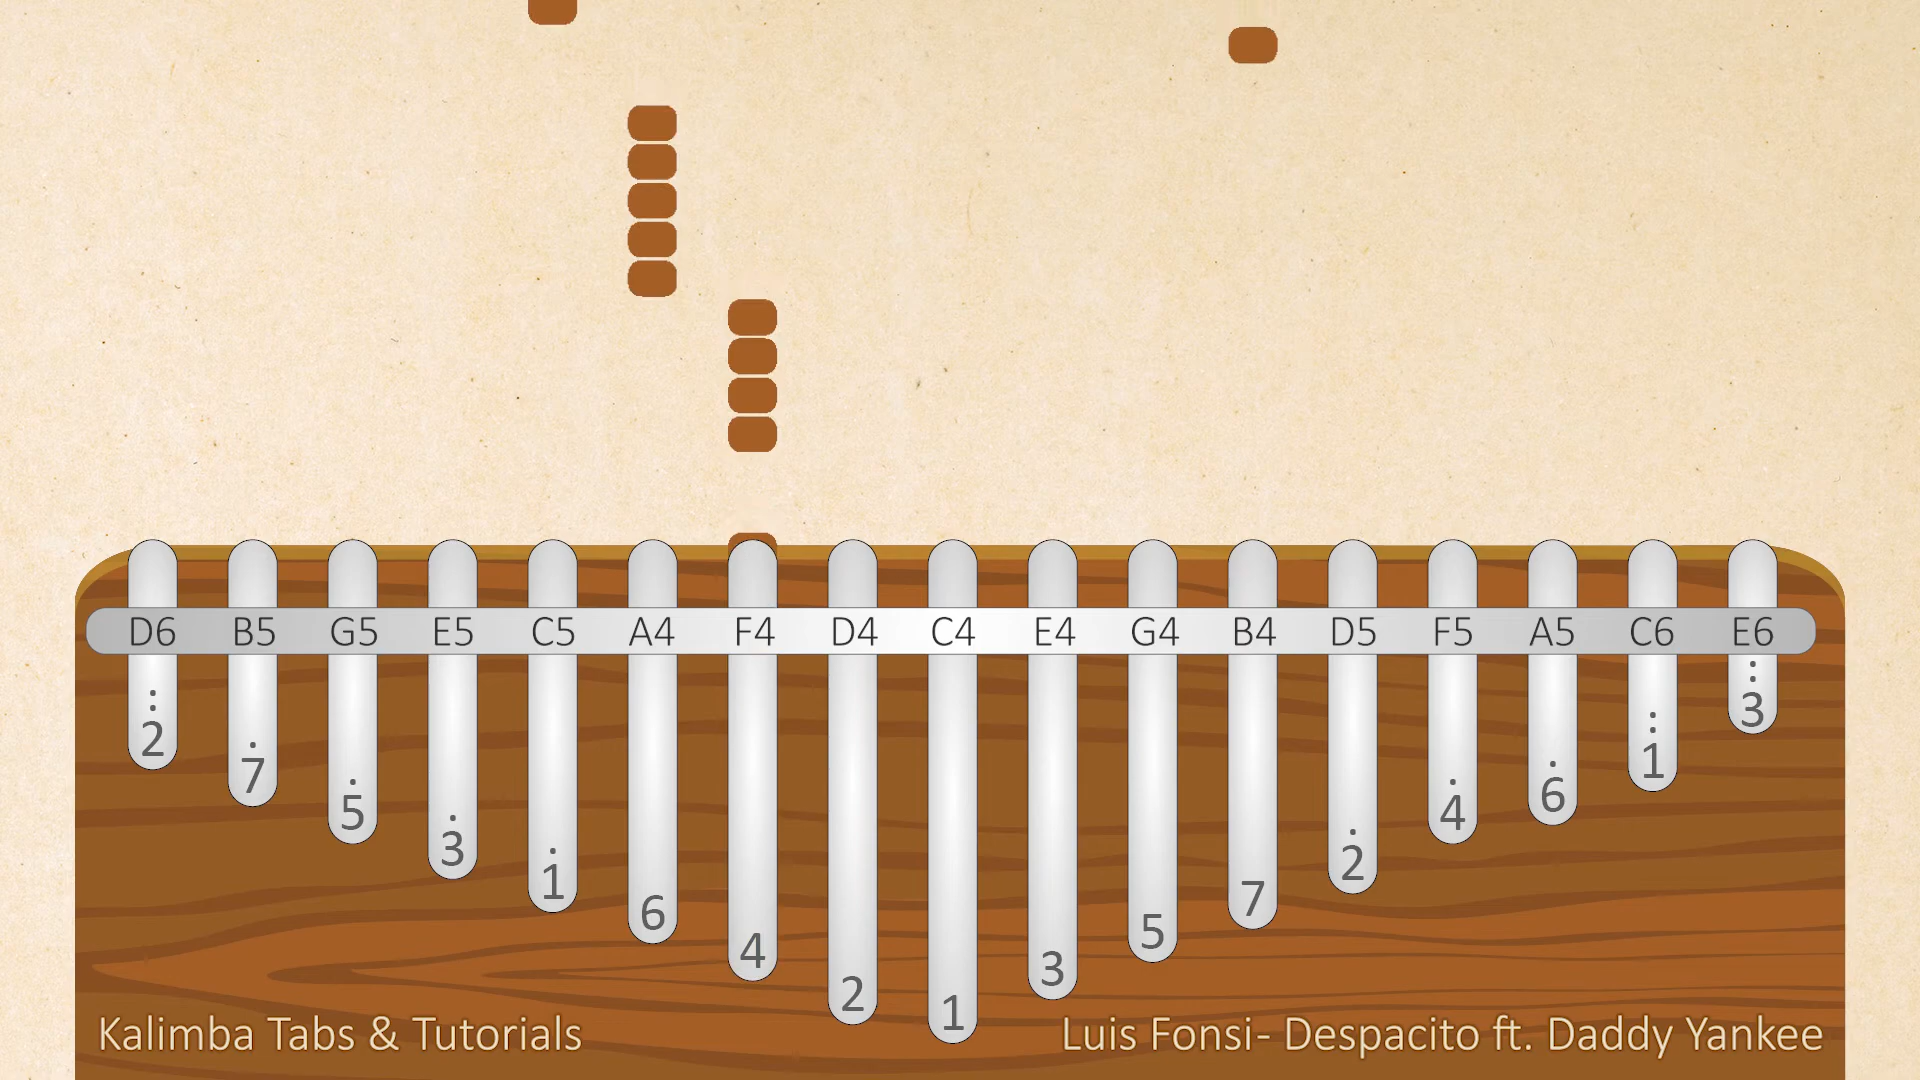 D6 B5 G5 E5 C5 A4 F4 D4 C4 E4 G4 B4 D5 F5 A5 C6 E6
2 7 5 3 1 6 4 2 1 3 5 7 2 4 6 1 3
Kalimba Tabs & Tutorials
Luis Fonsi- Despacito ft. Daddy Yankee